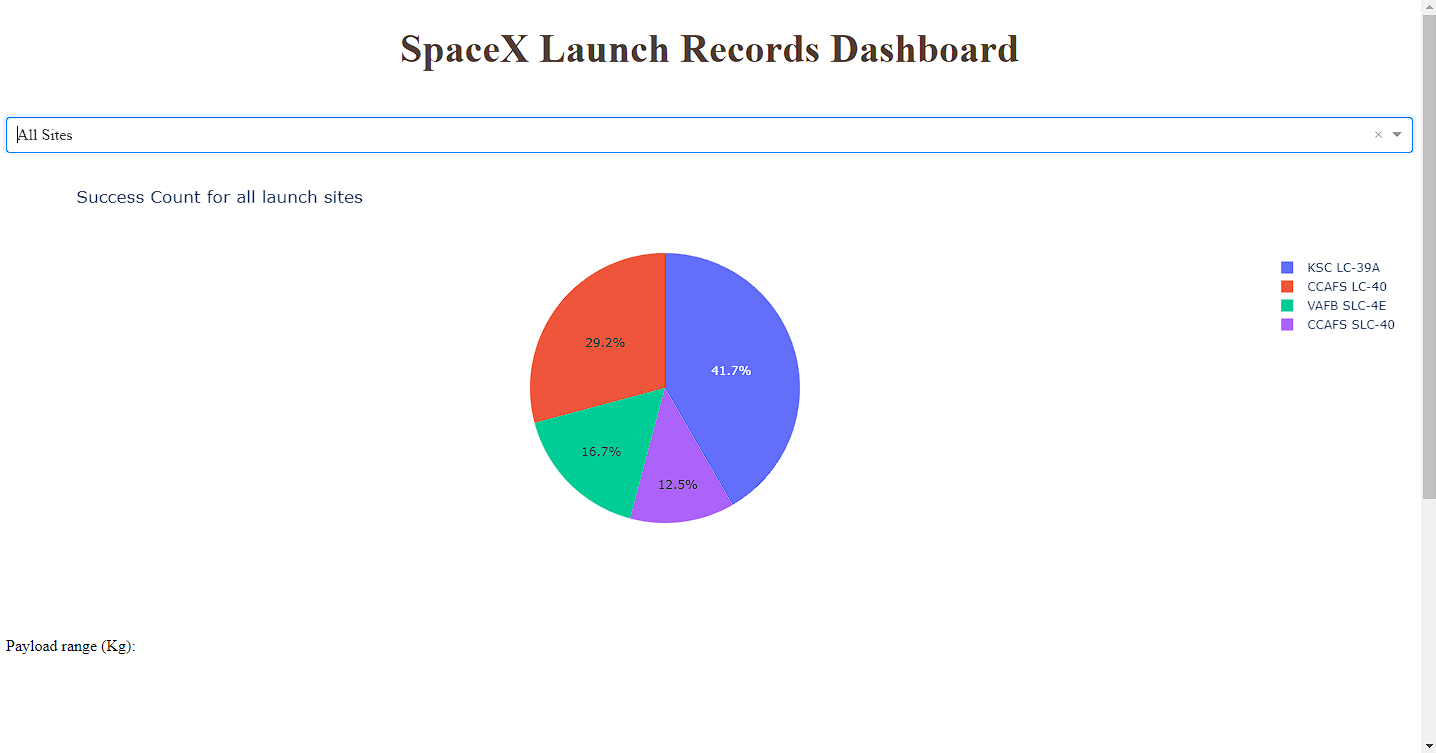 SpaceX Launch Records Dashboard
All Sites
Success Count for all launch sites
KSC LC-39A
CCAFS LC-40
VAFB SLC-4E
CCAFS SLC-40
29.2%
41.7%
16.7%
12.5%
Payload range (Kg):